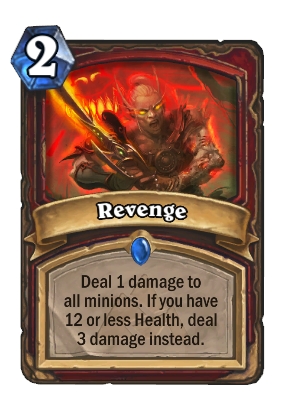 2
Revenge
Deal 1 damage to
all minions. If you have
12 or less Health, deal
3 damage instead.